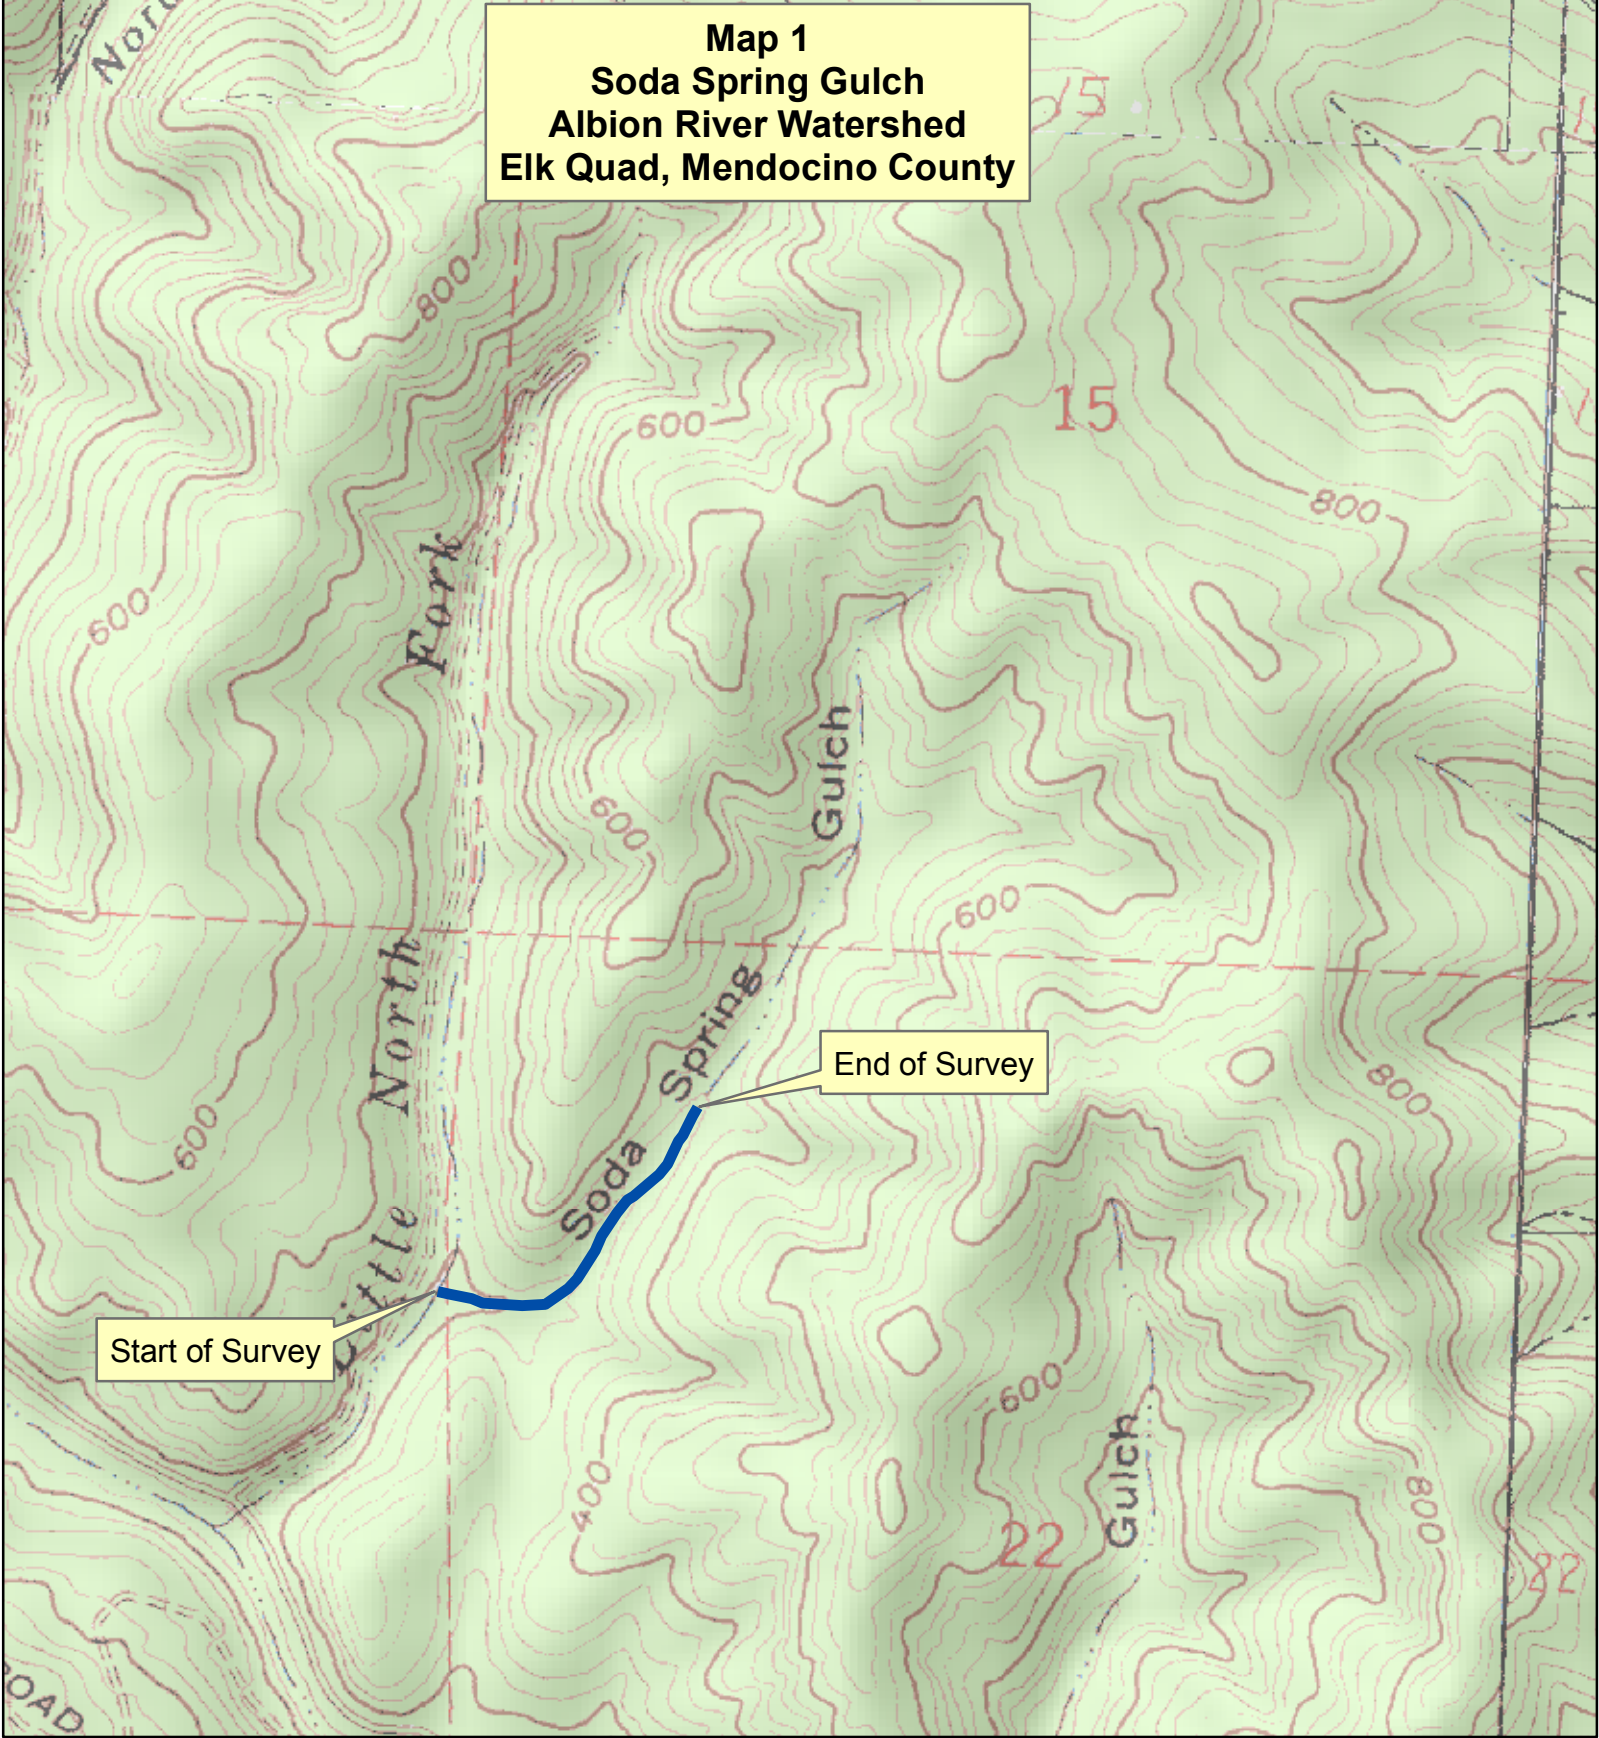 Map 1
Soda Spring Gulch
Albion River Watershed
Elk Quad, Mendocino County
15
800
15
600
800
Fork
600
Gulch
600
600
North
Spring
End of Survey
800
600
Soda
Little
Start of Survey
600
400
Gulch
800
22
22